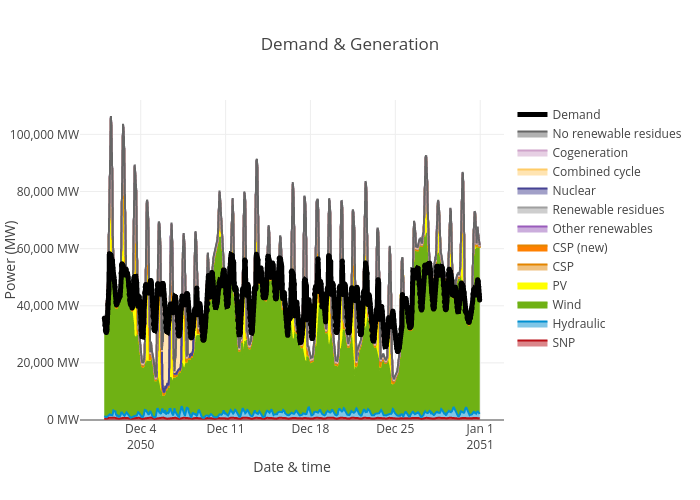 Demand & Generation
Power (MW)
100,000 MW
80,000 MW
60,000 MW
40,000 MW
20,000 MW
0 MW
Dec 4
2050
Dec 11
Dec 18
Dec 25
Jan 1
2051
Date & time
Demand
No renewable residues
Cogeneration
Combined cycle
Nuclear
Renewable residues
Other renewables
CSP (new)
CSP
PV
Wind
Hydraulic
SNP